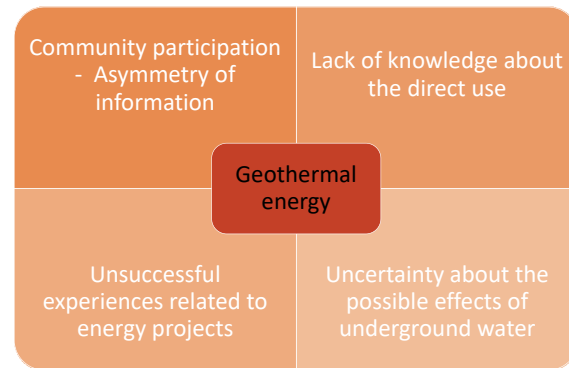 Community participation
- Asymmetry of
information
Lack of knowledge about
the direct use
Geothermal
energy
Unsuccessful
experiences related to
energy projects
Uncertainty about the
possible effects of
underground water